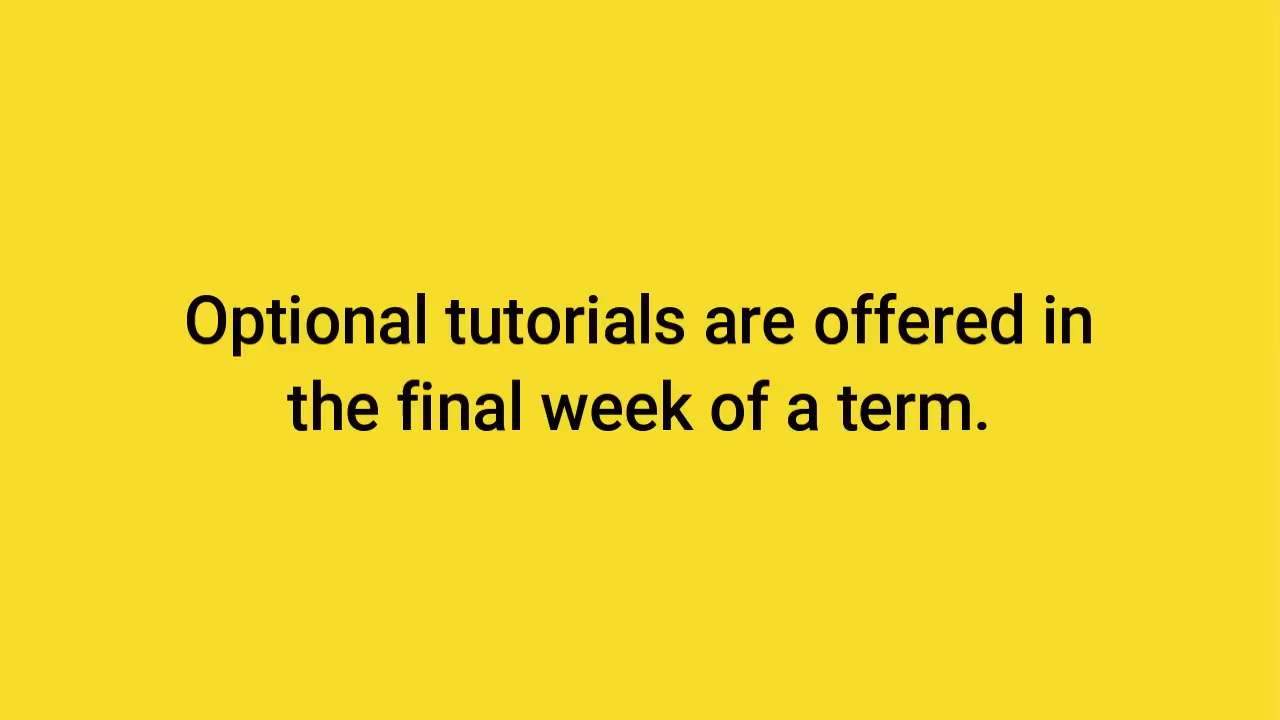 Optional tutorials are offered in
the final week of a term.